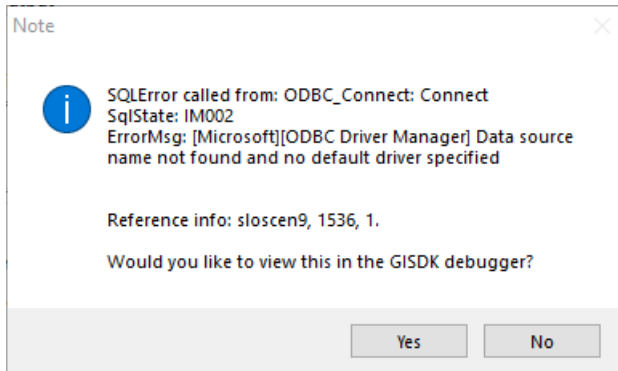 Note
SQLError called from: ODBC_Connect: Connect
SqlState: IM002
ErrorMsg: [Microsoft][ODBC Driver Manager] Data source
name not found and no default driver specified
Reference info: sloscen9, 1536, 1.
Would you like to view this in the GISDK debugger?
Yes
No